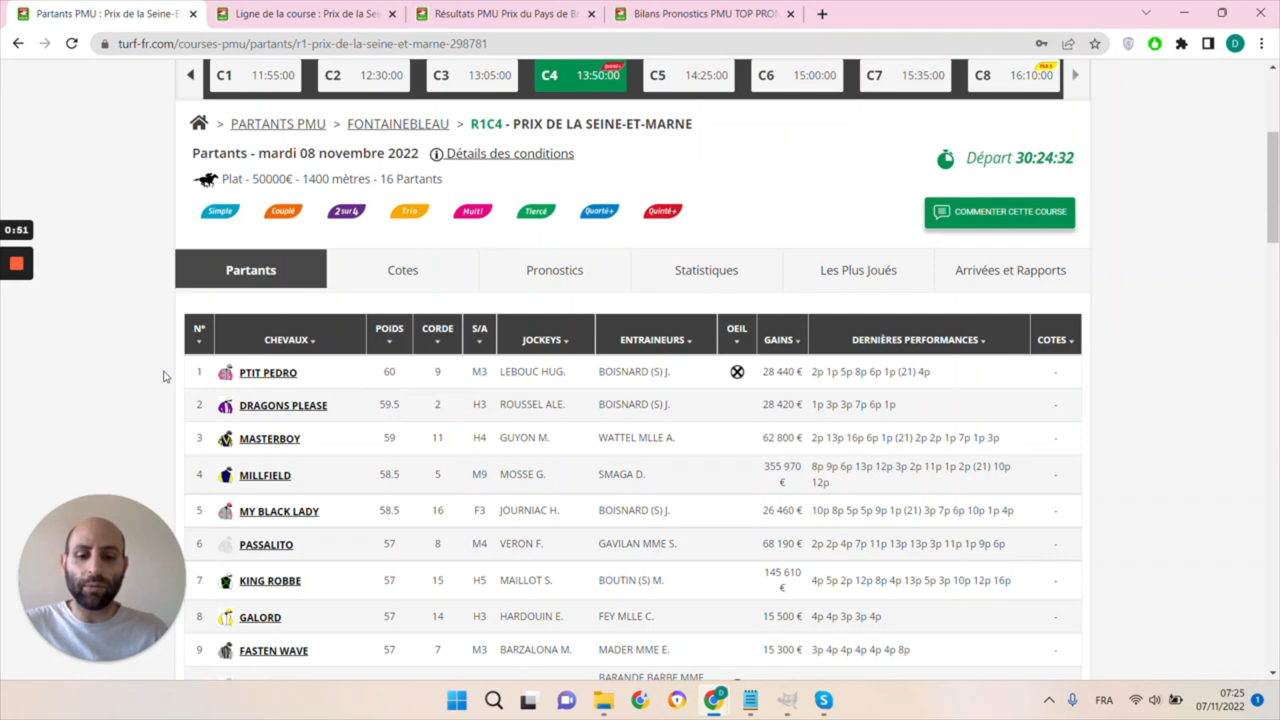 Partants PMU : Prix de la Seine-E
Ligne de la course : Prix de la Sei
Résultats PMU Prix du Pays de B
Bilans Pronostics PMU TOP PRON
turf-fr.com/courses-pmu/partants/r1-prix-de-la-seine-et-marne-298781
D
C1 11:55:00
C2 12:30:00
C3 13:05:00
C4 13:50:00
C5 14:25:00
C6 15:00:00
C7 15:35:00
C8 16:10:00
> PARTANTS PMU > FONTAINEBLEAU > R1C4 - PRIX DE LA SEINE-ET-MARNE
Partants - mardi 08 novembre 2022 Détails des conditions
Départ 30:24:32
Plat - 50000€ - 1400 mètres - 16 Partants
Simple Couplé 2sur4 Trio Multi Tiercé Quarté+ Quinté+
COMMENTER CETTE COURSE
0:51
Partants Cotes Pronostics Statistiques Les Plus Joués Arrivées et Rapports
N° CHEVAUX POIDS CORDE S/A JOCKEYS ENTRAINEURS OEIL GAINS DERNIÈRES PERFORMANCES COTES
1 PTIT PEDRO 60 9 M3 LEBOUC HUG. BOISNARD (S) J. 28 440 € 2p 1p 5p 8p 6p 1p (21) 4p -
2 DRAGONS PLEASE 59.5 2 H3 ROUSSEL ALE. BOISNARD (S) J. 28 420 € 1p 3p 3p 7p 6p 1p -
3 MASTERBOY 59 11 H4 GUYON M. WATTEL MLLE A. 62 800 € 2p 13p 16p 6p 1p (21) 2p 2p 1p 7p 1p 3p -
4 MILLFIELD 58.5 5 M9 MOSSE G. SMAGA D. 355 970 € 8p 9p 6p 13p 12p 3p 2p 11p 1p 2p (21) 10p 12p -
5 MY BLACK LADY 58.5 16 F3 JOURNIAC H. BOISNARD (S) J. 26 460 € 10p 8p 5p 5p 9p 1p (21) 3p 7p 6p 10p 1p 4p -
6 PASSALITO 57 8 M4 VERON F. GAVILAN MME S. 68 190 € 2p 2p 4p 7p 11p 13p 13p 3p 11p 1p 9p 6p -
7 KING ROBBE 57 15 H5 MAILLOT S. BOUTIN (S) M. 145 610 € 4p 5p 2p 12p 8p 4p 13p 5p 3p 10p 12p 16p -
8 GALORD 57 14 H3 HARDOUIN E. FEY MLLE C. 15 500 € 4p 4p 3p 3p 4p -
9 FASTEN WAVE 57 7 M3 BARZALONA M. MADER MME E. 15 300 € 3p 4p 4p 4p 4p 4p 8p -
BARANDE BARBE MME
FRA
07:25
07/11/2022
1